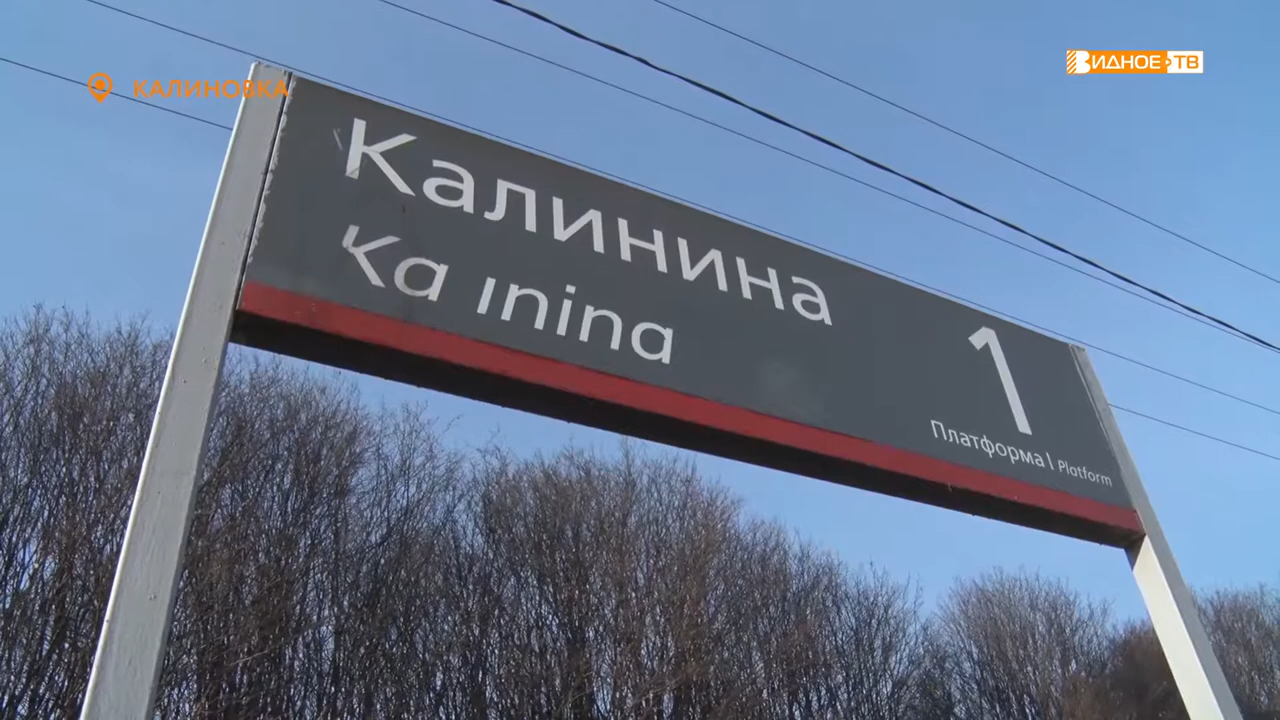 КАЛИНОВКА
ВИДНОЕ ТВ
Калинина
Ka inina
1
Платформа | Platform